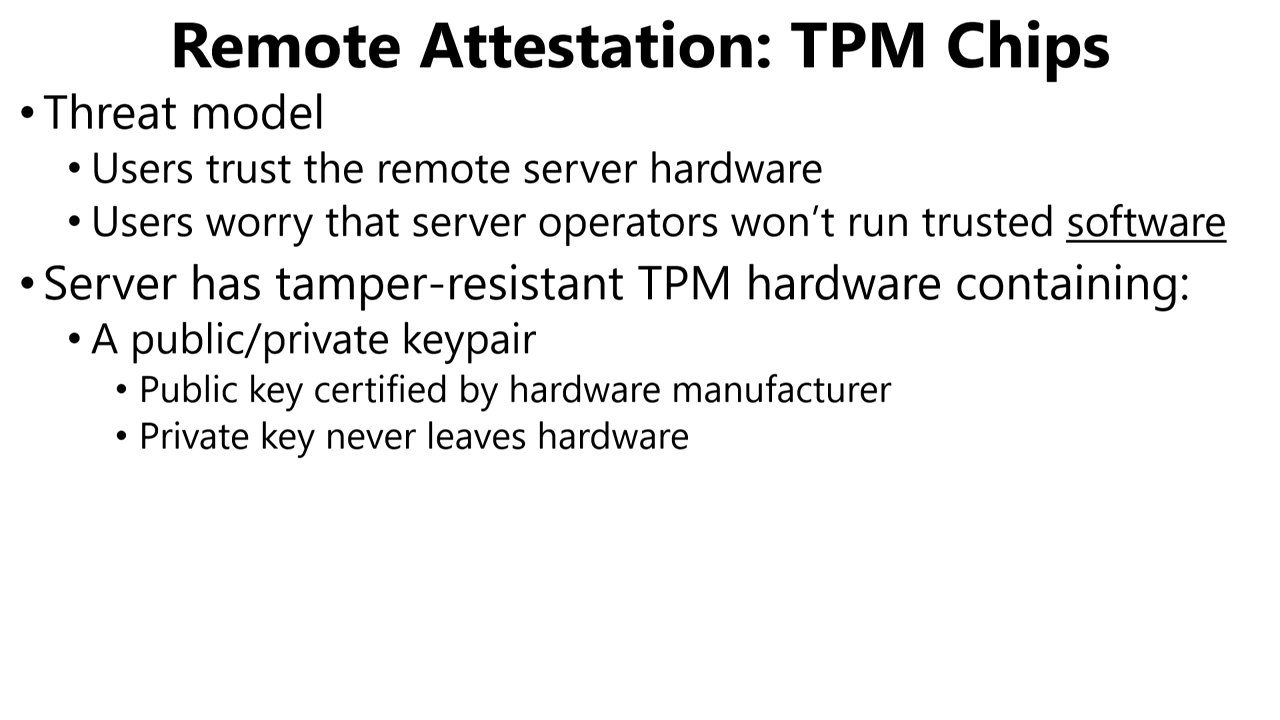 Remote Attestation: TPM Chips
• Threat model
• Users trust the remote server hardware
• Users worry that server operators won’t run trusted software
• Server has tamper-resistant TPM hardware containing:
• A public/private keypair
• Public key certified by hardware manufacturer
• Private key never leaves hardware